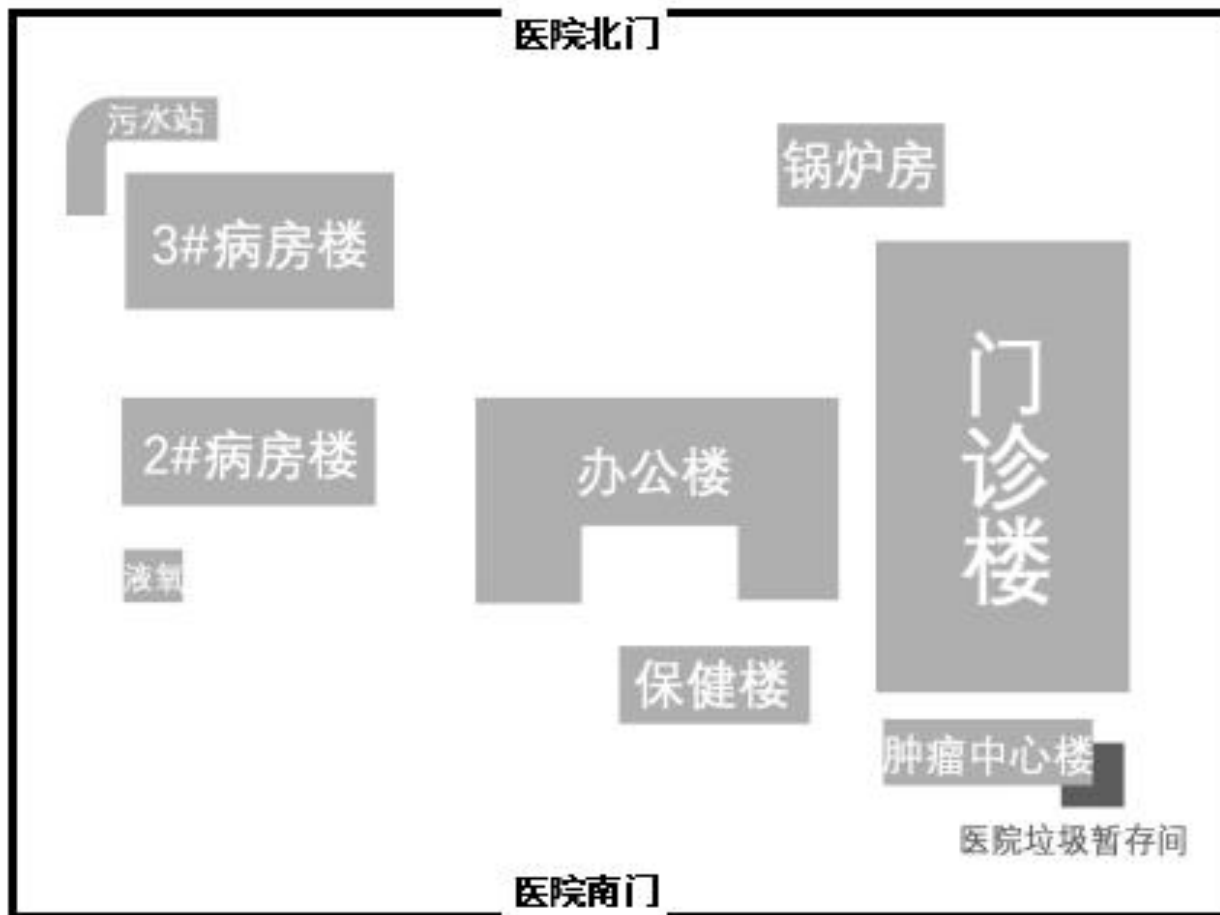 医院北门
污水站
锅炉房
3#病房楼
门诊楼
2#病房楼
办公楼
液氧
保健楼
肿瘤中心楼
医院垃圾暂存间
医院南门